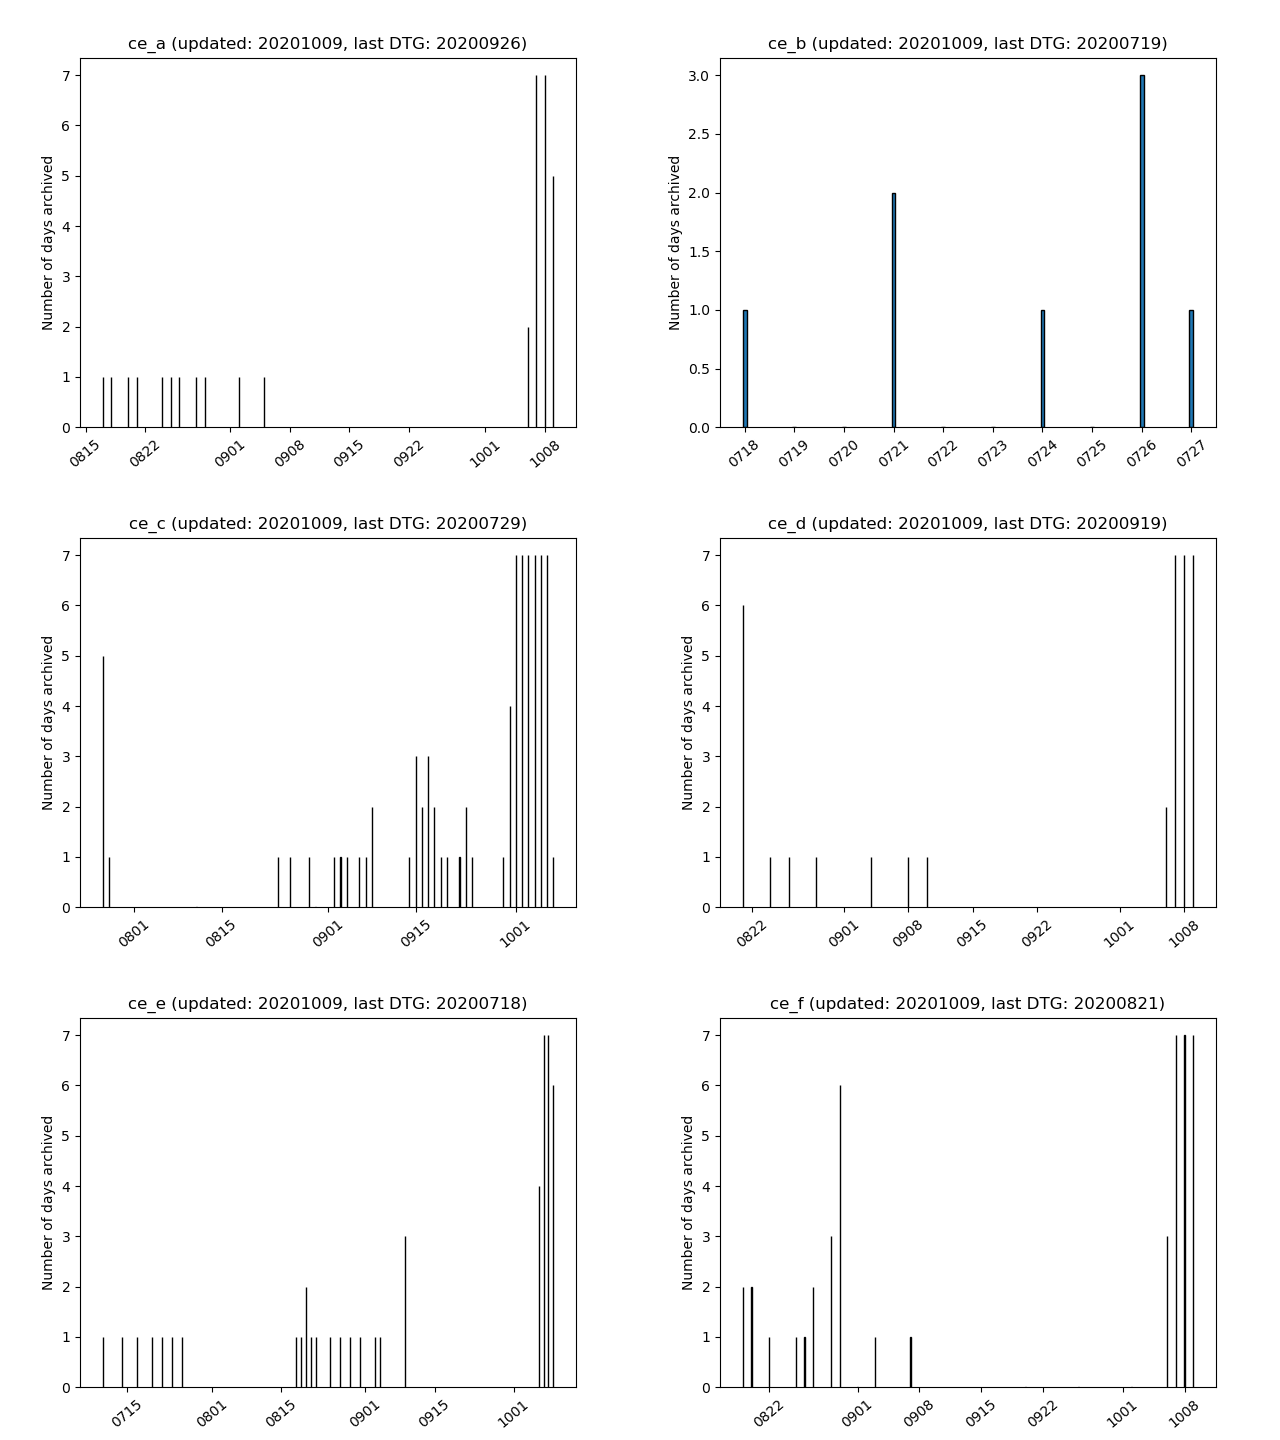 ce_a (updated: 20201009, last DTG: 20200926)
Number of days archived
7
6
5
4
3
2
1
0
0815 0822 0901 0908 0915 0922 1001 1008
ce_b (updated: 20201009, last DTG: 20200719)
Number of days archived
3.0
2.5
2.0
1.5
1.0
0.5
0.0
0718 0719 0720 0721 0722 0723 0724 0725 0726 0727
ce_c (updated: 20201009, last DTG: 20200729)
Number of days archived
7
6
5
4
3
2
1
0
0801 0815 0901 0915 1001
ce_d (updated: 20201009, last DTG: 20200919)
Number of days archived
7
6
5
4
3
2
1
0
0822 0901 0908 0915 0922 1001 1008
ce_e (updated: 20201009, last DTG: 20200718)
Number of days archived
7
6
5
4
3
2
1
0
0715 0801 0815 0901 0915 1001
ce_f (updated: 20201009, last DTG: 20200821)
Number of days archived
7
6
5
4
3
2
1
0
0822 0901 0908 0915 0922 1001 1008